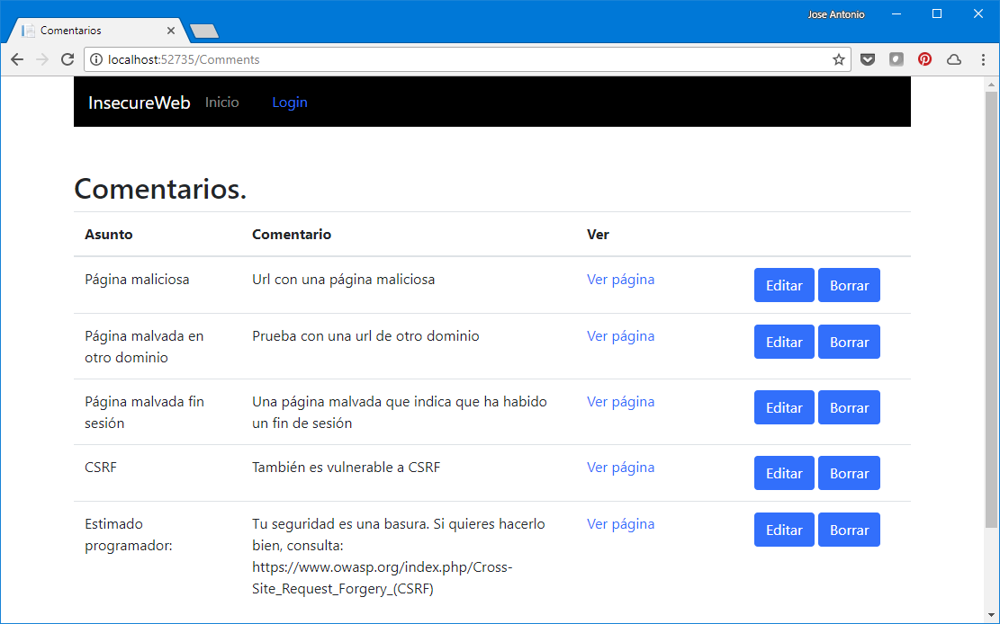 Jose Antonio
Comentarios
localhost:52735/Comments
InsecureWeb Inicio Login
Comentarios.
Asunto Comentario Ver
Página maliciosa Url con una página maliciosa Ver página Editar Borrar
Página malvada en Prueba con una url de otro dominio Ver página Editar Borrar
otro dominio
Página malvada fin Una página malvada que indica que ha habido Ver página Editar Borrar
sesión un fin de sesión
CSRF También es vulnerable a CSRF Ver página Editar Borrar
Estimado Tu seguridad es una basura. Si quieres hacerlo Ver página Editar Borrar
programador: bien, consulta:
https://www.owasp.org/index.php/Cross-
Site_Request_Forgery_(CSRF)